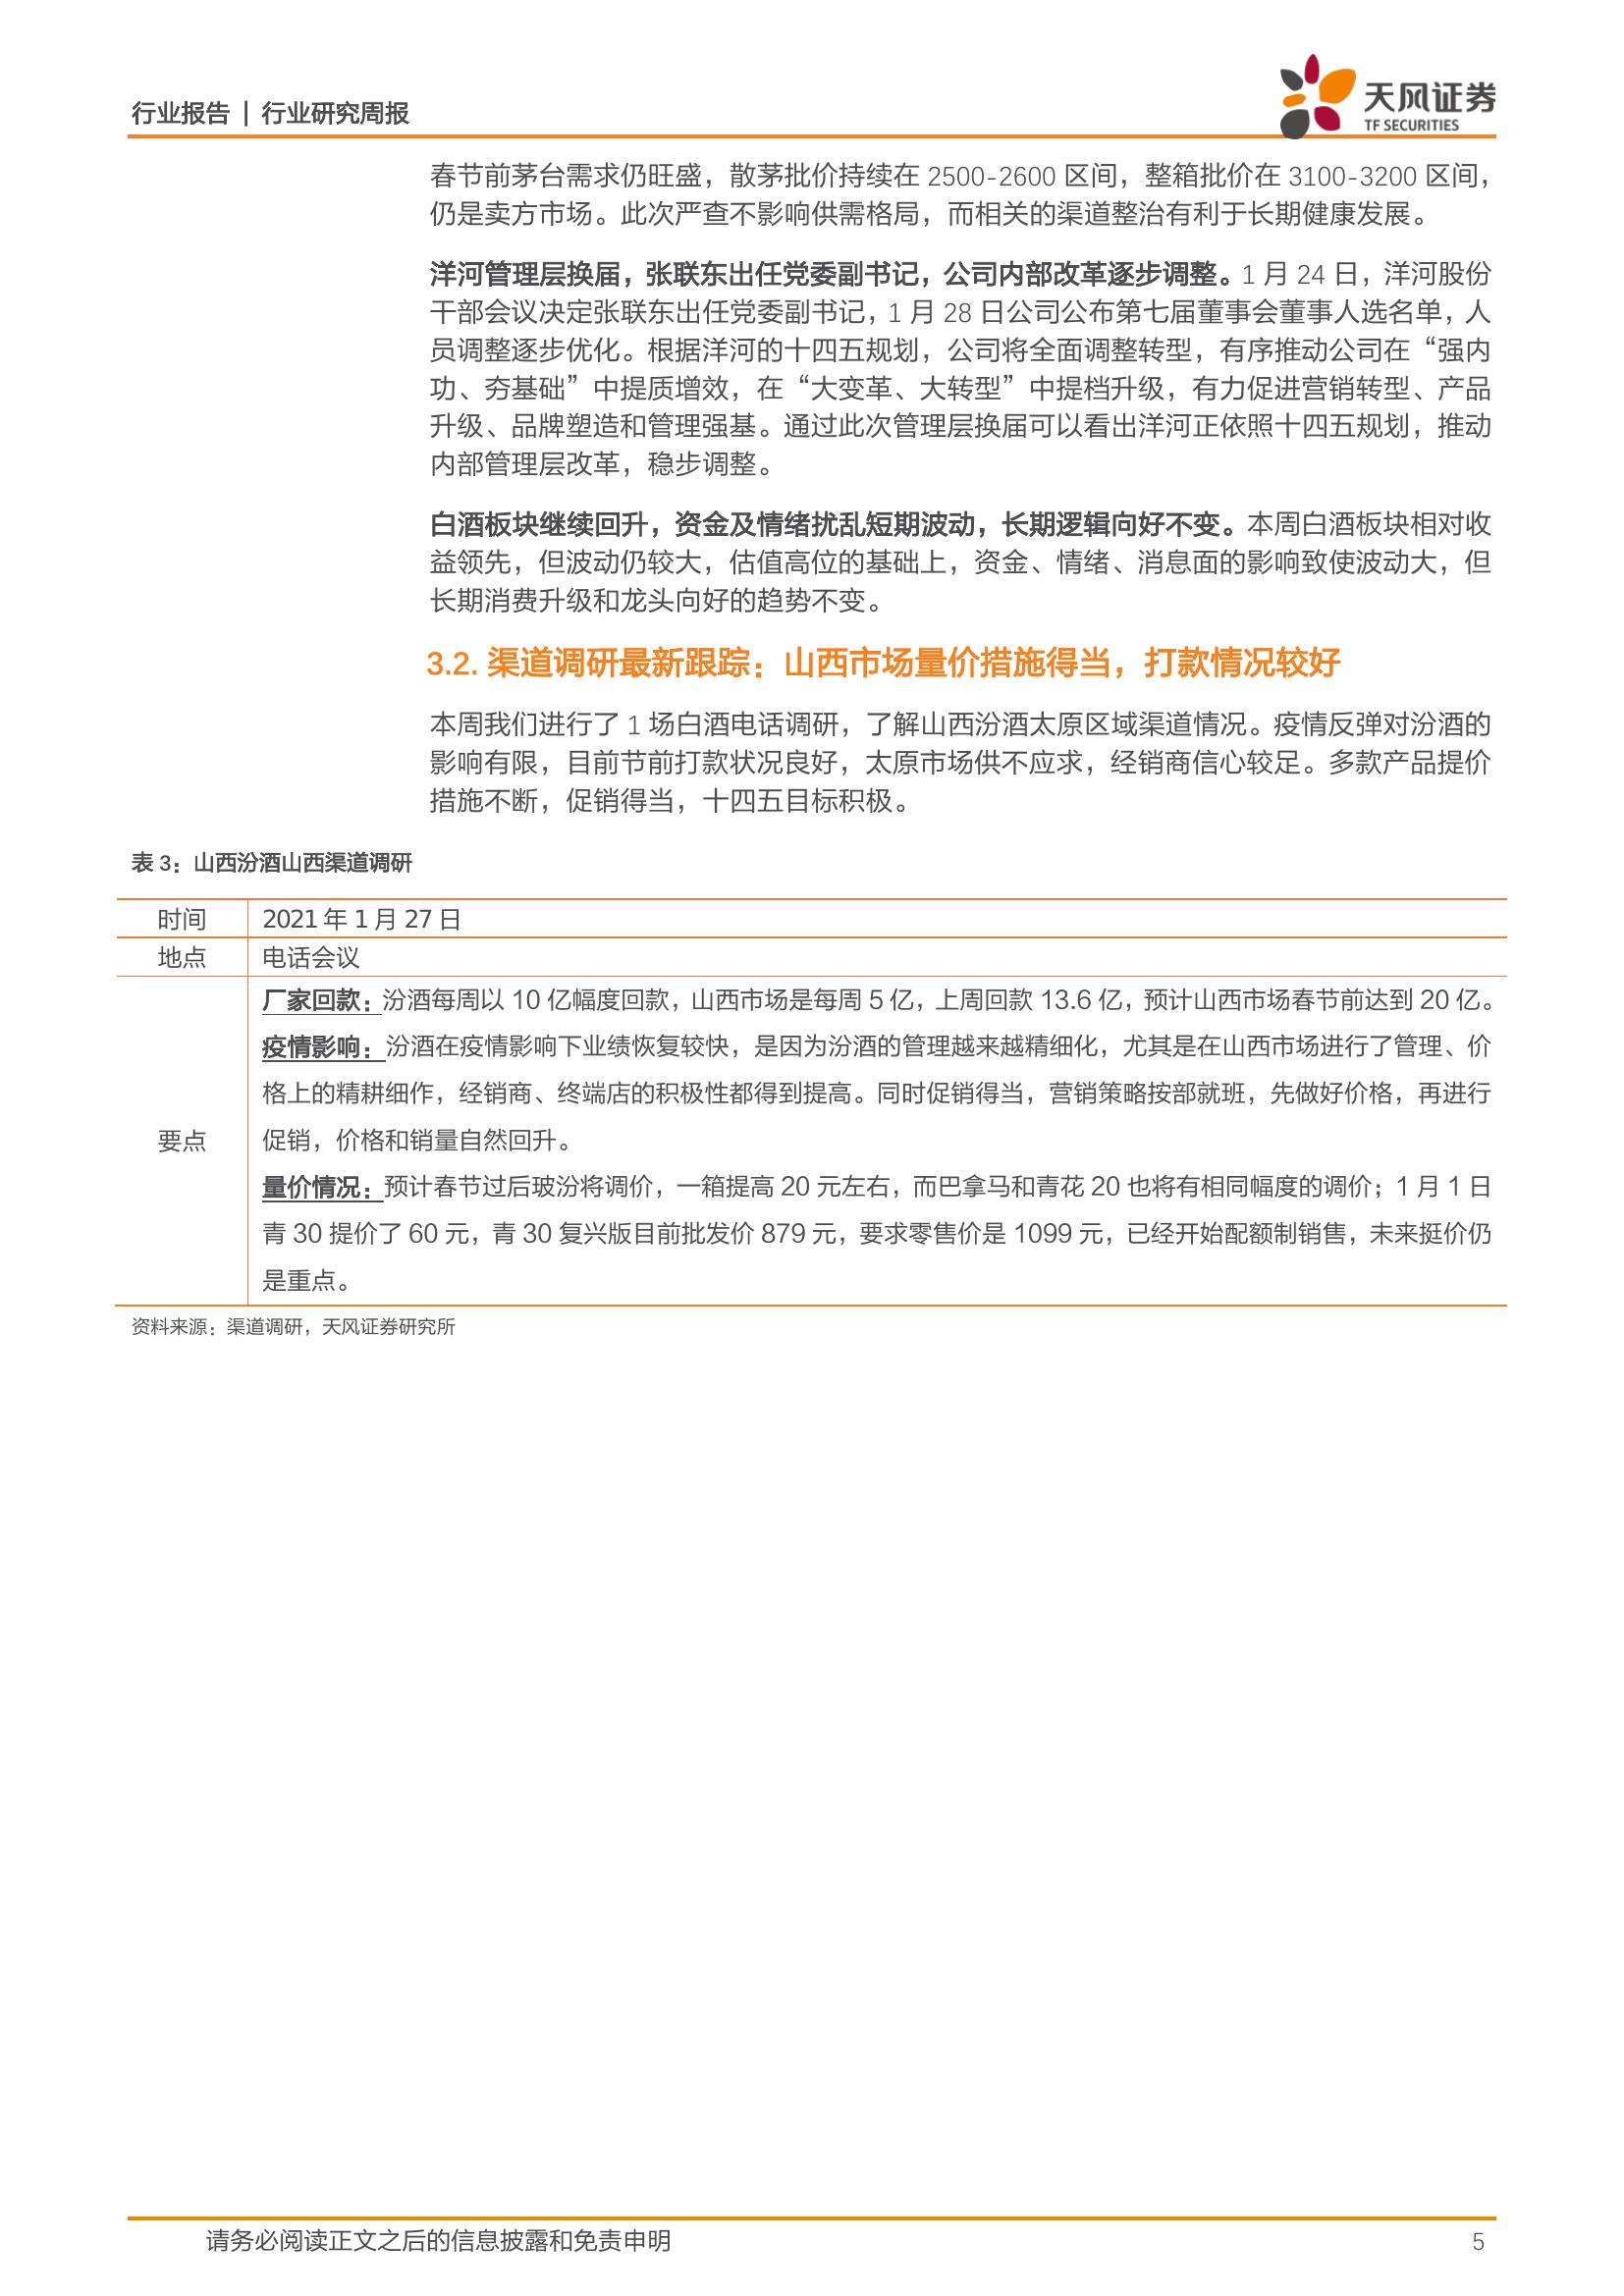 行业报告 | 行业研究周报
天风证券
TF SECURITIES
春节前茅台需求仍旺盛，散茅批价持续在 2500-2600 区间，整箱批价在 3100-3200 区间，
仍是卖方市场。此次严查不影响供需格局，而相关的渠道整治有利于长期健康发展。
洋河管理层换届，张联东出任党委副书记，公司内部改革逐步调整。1 月 24 日，洋河股份
干部会议决定张联东出任党委副书记，1 月 28 日公司公布第七届董事会董事人选名单，人
员调整逐步优化。根据洋河的十四五规划，公司将全面调整转型，有序推动公司在“强内
功、夯基础”中提质增效，在“大变革、大转型”中提档升级，有力促进营销转型、产品
升级、品牌塑造和管理强基。通过此次管理层换届可以看出洋河正依照十四五规划，推动
内部管理层改革，稳步调整。
白酒板块继续回升，资金及情绪扰乱短期波动，长期逻辑向好不变。本周白酒板块相对收
益领先，但波动仍较大，估值高位的基础上，资金、情绪、消息面的影响致使波动大，但
长期消费升级和龙头向好的趋势不变。
3.2. 渠道调研最新跟踪：山西市场量价措施得当，打款情况较好
本周我们进行了 1 场白酒电话调研，了解山西汾酒太原区域渠道情况。疫情反弹对汾酒的
影响有限，目前节前打款状况良好，太原市场供不应求，经销商信心较足。多款产品提价
措施不断，促销得当，十四五目标积极。
表 3：山西汾酒山西渠道调研
时间 2021 年 1 月 27 日
地点 电话会议
厂家回款：汾酒每周以 10 亿幅度回款，山西市场是每周 5 亿，上周回款 13.6 亿，预计山西市场春节前达到 20 亿。
疫情影响：汾酒在疫情影响下业绩恢复较快，是因为汾酒的管理越来越精细化，尤其是在山西市场进行了管理、价
格上的精耕细作，经销商、终端店的积极性都得到提高。同时促销得当，营销策略按部就班，先做好价格，再进行
要点 促销，价格和销量自然回升。
量价情况：预计春节过后玻汾将调价，一箱提高 20 元左右，而巴拿马和青花 20 也将有相同幅度的调价；1 月 1 日
青 30 提价了 60 元，青 30 复兴版目前批发价 879 元，要求零售价是 1099 元，已经开始配额制销售，未来挺价仍
是重点。
资料来源：渠道调研，天风证券研究所
请务必阅读正文之后的信息披露和免责申明 5